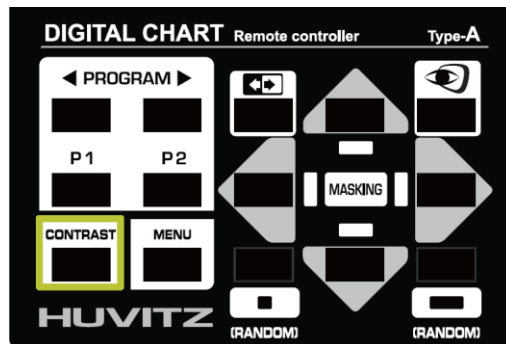 DIGITAL CHART Remote controller Type-A
◀ PROGRAM ▶
P1 P2
MASKING
CONTRAST MENU
HUVITZ
(RANDOM) (RANDOM)